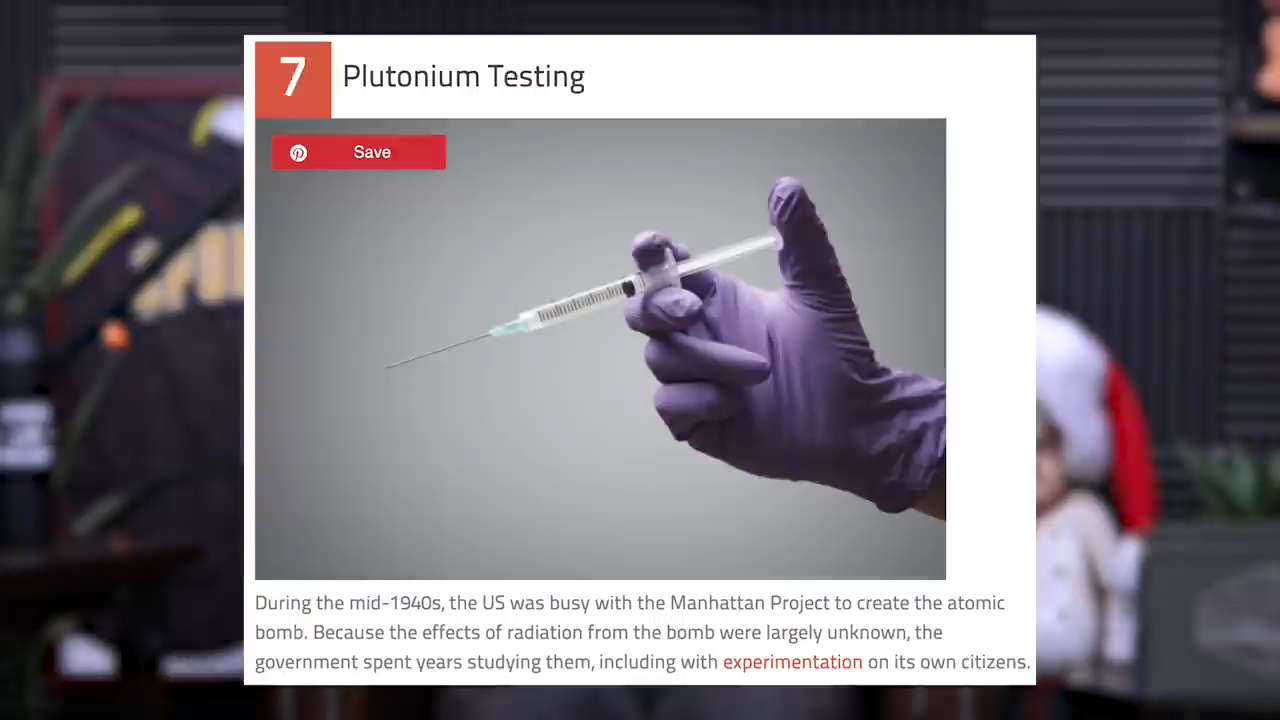 7
Plutonium Testing
Save
During the mid-1940s, the US was busy with the Manhattan Project to create the atomic
bomb. Because the effects of radiation from the bomb were largely unknown, the
government spent years studying them, including with experimentation on its own citizens.